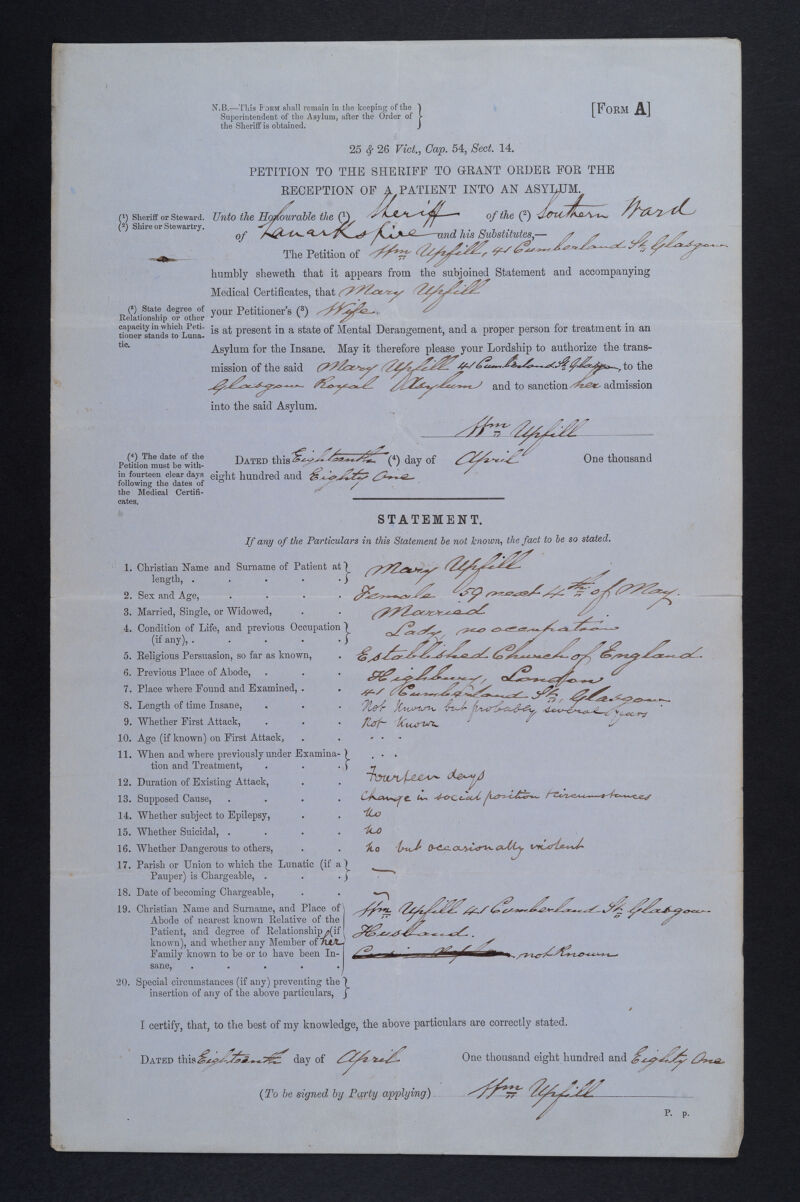 N.B.—This Form shall remain in the keeping of the
Superintendent of the Asylum, after the Order of
the Sheriff is obtained.
[Form A]
25 & 26 Vict., Cap. 54, Sect. 14.
PETITION TO THE SHERIFF TO GRANT ORDER FOR THE
RECEPTION OF A PATIENT INTO AN ASYLUM.
(1) Sheriff or Steward.
(2) Shire or Stewartry.
Unto the Honourable the (1) Sheriff of the (2) Southern Ward
of Lanarkshire and his Substitutes,—
The Petition of Wm Upfill, 41 Cumberland St. Glasgow
humbly sheweth that it appears from the subjoined Statement and accompanying
Medical Certificates, that Mary Upfill
(3) State degree of
Relationship or other
capacity in which Peti-
tioner stands to Luna-
tic.
your Petitioner's (3) Wife
is at present in a state of Mental Derangement, and a proper person for treatment in an
Asylum for the Insane. May it therefore please your Lordship to authorize the trans-
mission of the said Mary Upfill 41 Cumberland St. Glasgow, to the
Glasgow Royal Asylum and to sanction her admission
into the said Asylum.
Wm Upfill
(4) The date of the
Petition must be with-
in fourteen clear days
following the dates of
the Medical Certifi-
cates.
Dated this Eighteenth (4) day of April One thousand
eight hundred and Eighty One
STATEMENT.
If any of the Particulars in this Statement be not known, the fact to be so stated.
1. Christian Name and Surname of Patient at
length, . . . . . Mary Upfill
2. Sex and Age, . . . . Female 59 next 4th of May.
3. Married, Single, or Widowed, . . Married
4. Condition of Life, and previous Occupation
(if any), . . . . . Lady, no occupation
5. Religious Persuasion, so far as known, . Established Church of England.
6. Previous Place of Abode, . . . Highbury, London
7. Place where Found and Examined, . . 41 Cumberland St. Glasgow
8. Length of time Insane, . . . Not known but probably several years
9. Whether First Attack, . . . Not known
10. Age (if known) on First Attack, . . . . .
11. When and where previously under Examina-
tion and Treatment, . . . . . .
12. Duration of Existing Attack, . . Fourteen days
13. Supposed Cause, . . . . Change in social position & circumstances
14. Whether subject to Epilepsy, . . No
15. Whether Suicidal, . . . . No
16. Whether Dangerous to others, . . No but occasionally violent
17. Parish or Union to which the Lunatic (if a
Pauper) is Chargeable, . . . —
18. Date of becoming Chargeable, . . —
19. Christian Name and Surname, and Place of
Abode of nearest known Relative of the
Patient, and degree of Relationship (if
known), and whether any Member of her
Family known to be or to have been In-
sane, . . . . . .
Wm Upfill 41 Cumberland St. Glasgow
Husband.
not Known
20. Special circumstances (if any) preventing the
insertion of any of the above particulars,
I certify, that, to the best of my knowledge, the above particulars are correctly stated.
Dated this Eighteenth day of April One thousand eight hundred and Eighty One
(To be signed by Party applying) Wm Upfill
P. p.